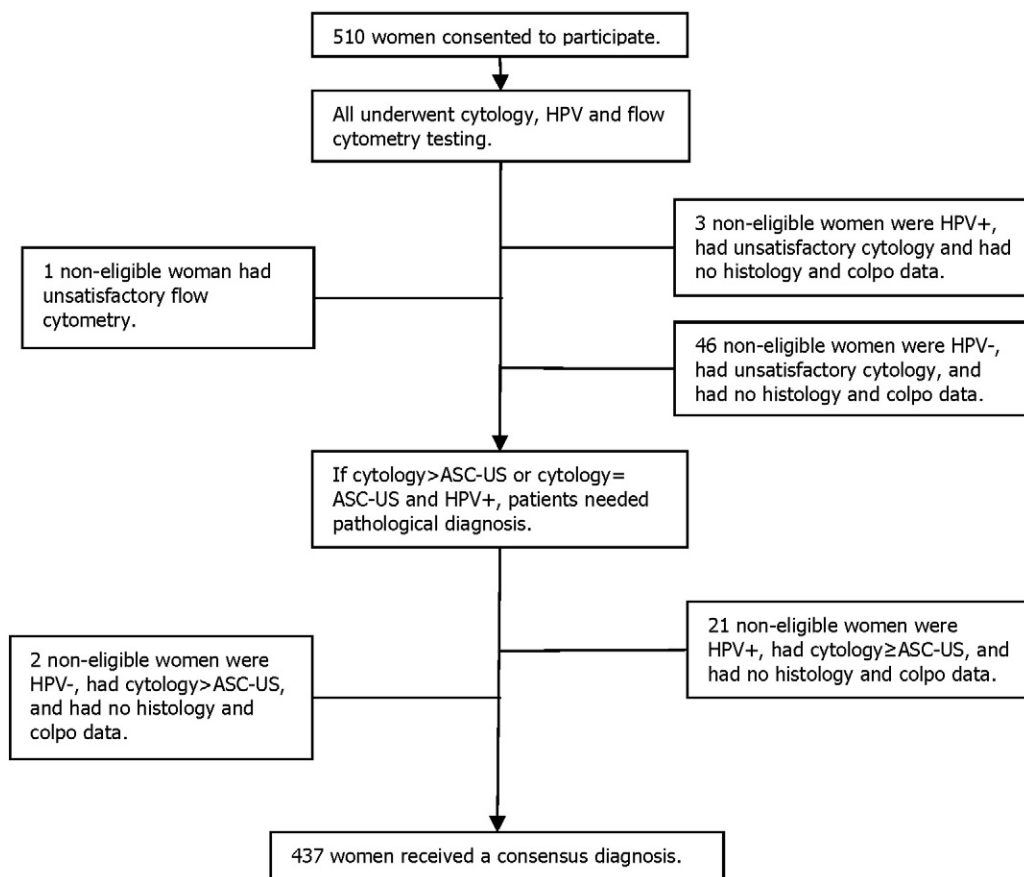 510 women consented to participate.
All underwent cytology, HPV and flow
cytometry testing.
3 non-eligible women were HPV+,
had unsatisfactory cytology and had
no histology and colpo data.
1 non-eligible woman had
unsatisfactory flow
cytometry.
46 non-eligible women were HPV-,
had unsatisfactory cytology, and
had no histology and colpo data.
If cytology>ASC-US or cytology=
ASC-US and HPV+, patients needed
pathological diagnosis.
21 non-eligible women were
HPV+, had cytology≥ASC-US, and
had no histology and colpo data.
2 non-eligible women were
HPV-, had cytology>ASC-US,
and had no histology and
colpo data.
437 women received a consensus diagnosis.